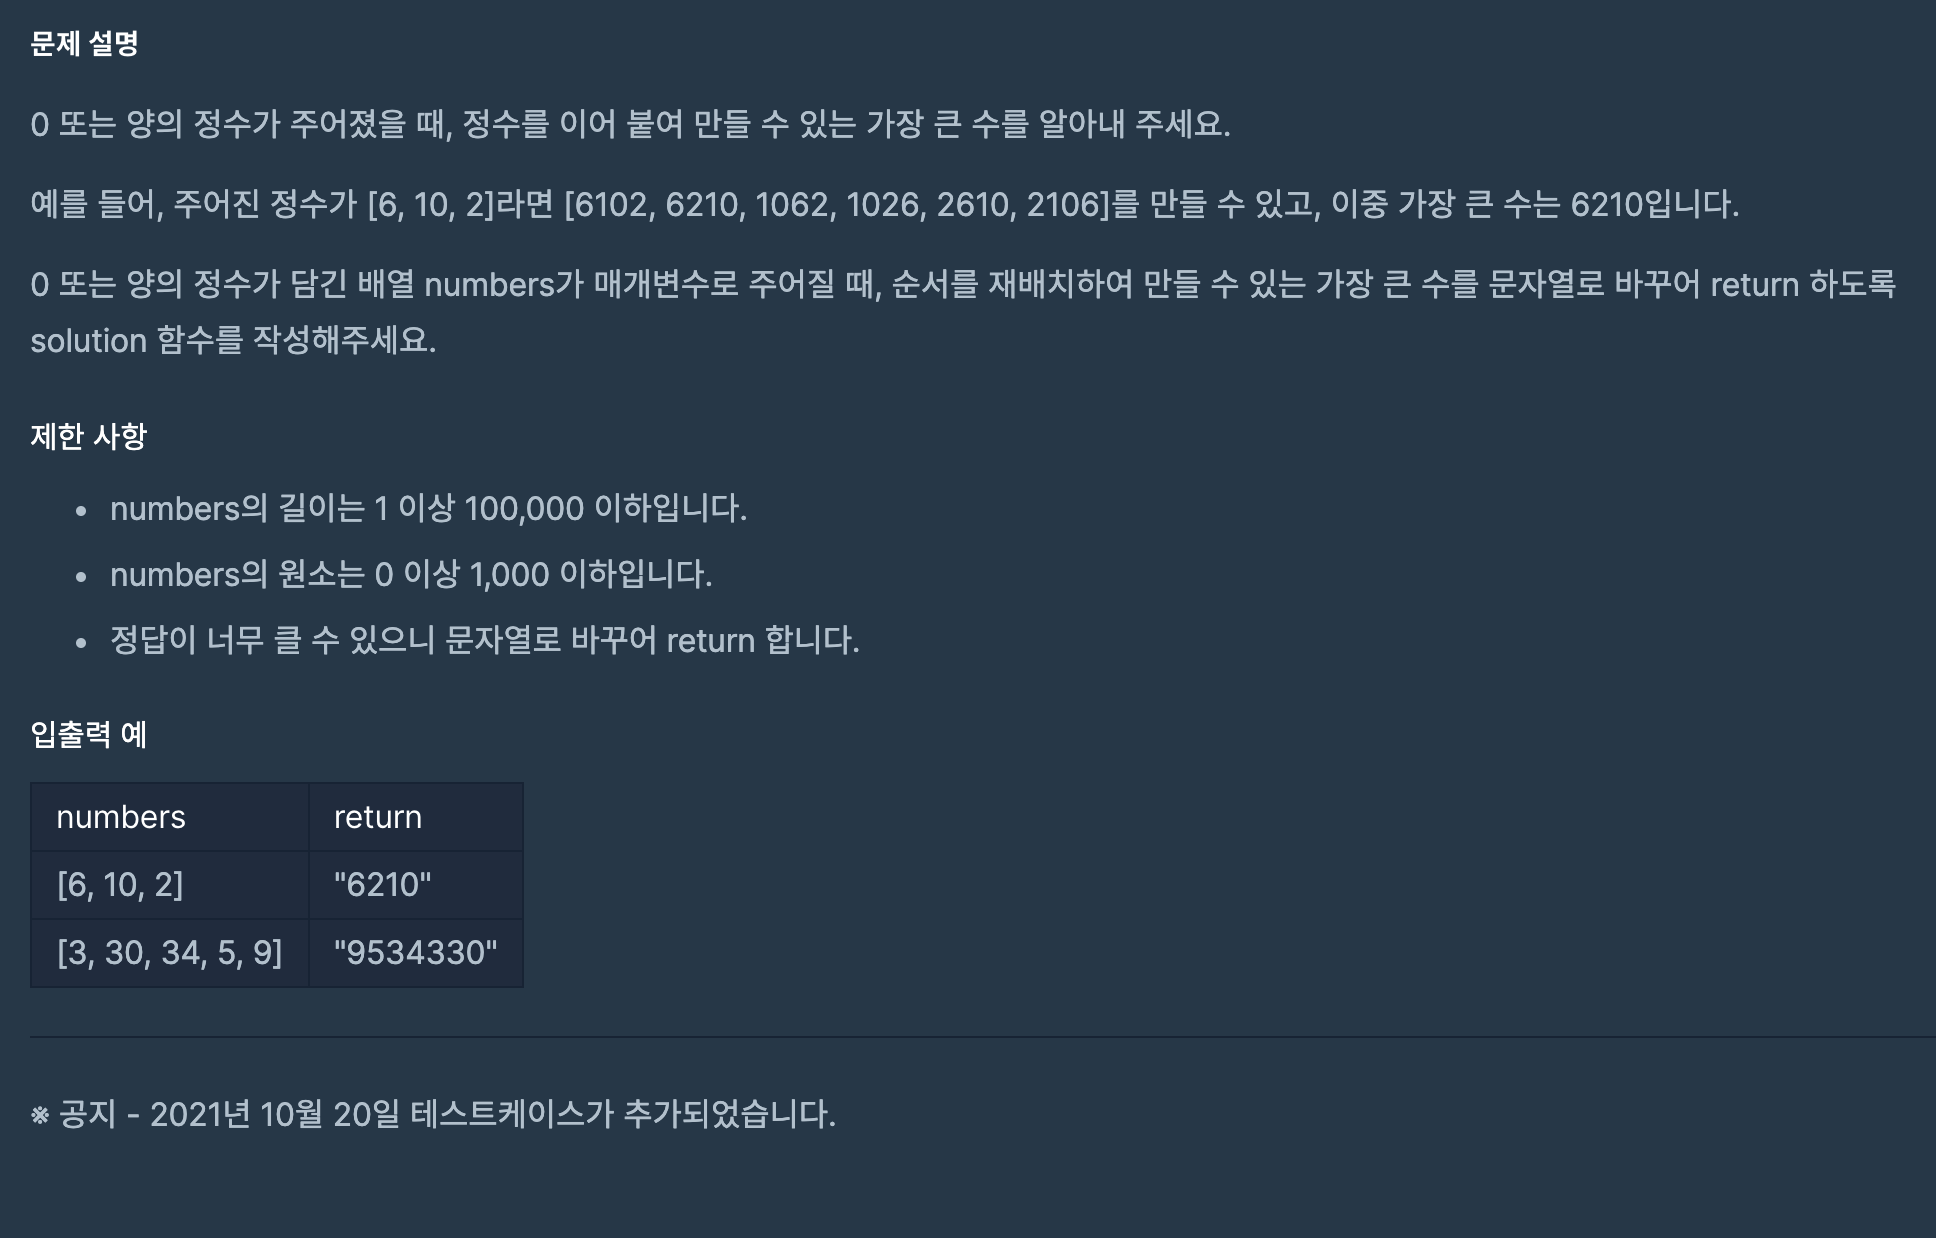 문제 설명
0 또는 양의 정수가 주어졌을 때, 정수를 이어 붙여 만들 수 있는 가장 큰 수를 알아내 주세요.
예를 들어, 주어진 정수가 [6, 10, 2]라면 [6102, 6210, 1062, 1026, 2610, 2106]를 만들 수 있고, 이중 가장 큰 수는 6210입니다.
0 또는 양의 정수가 담긴 배열 numbers가 매개변수로 주어질 때, 순서를 재배치하여 만들 수 있는 가장 큰 수를 문자열로 바꾸어 return 하도록
solution 함수를 작성해주세요.
제한 사항
• numbers의 길이는 1 이상 100,000 이하입니다.
• numbers의 원소는 0 이상 1,000 이하입니다.
• 정답이 너무 클 수 있으니 문자열로 바꾸어 return 합니다.
입출력 예
numbers return
[6, 10, 2] "6210"
[3, 30, 34, 5, 9] "9534330"
※ 공지 - 2021년 10월 20일 테스트케이스가 추가되었습니다.